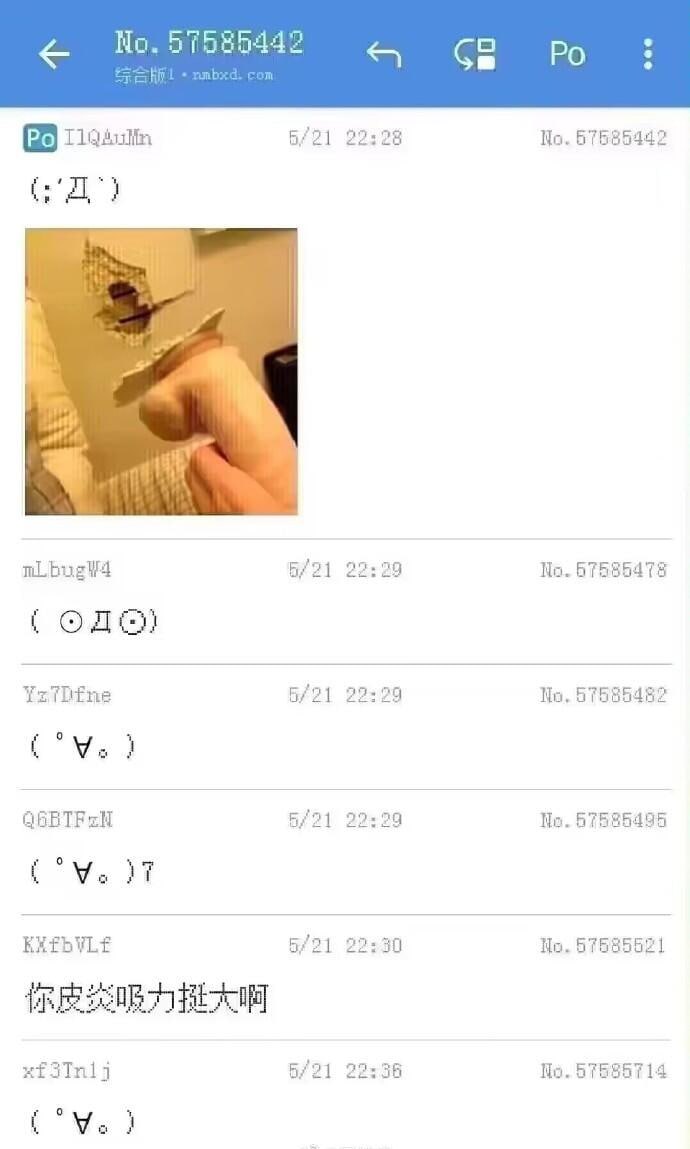 No.57585442
综合版1·nmbxd.com
Po
Po IlQAuMn 5/21 22:28 No.57585442
(;´Д`)
mLbugW4 5/21 22:29 No.57585478
( ⊙Д⊙)
Yz7Dfne 5/21 22:29 No.57585482
( ﾟ∀。)
Q6BTFzN 5/21 22:29 No.57585495
( ﾟ∀。)7
KXfbVLf 5/21 22:30 No.57585521
你皮炎吸力挺大啊
xf3Tn1j 5/21 22:36 No.57585714
( ﾟ∀。)